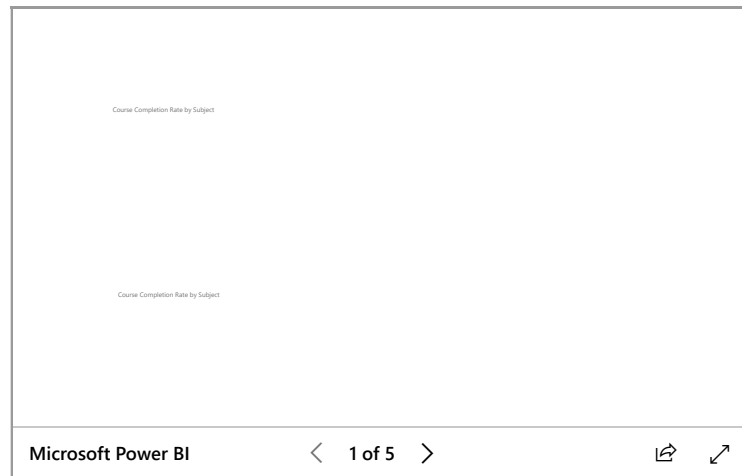 Course Completion Rate by Subject
Course Completion Rate by Subject
Microsoft Power BI
1 of 5